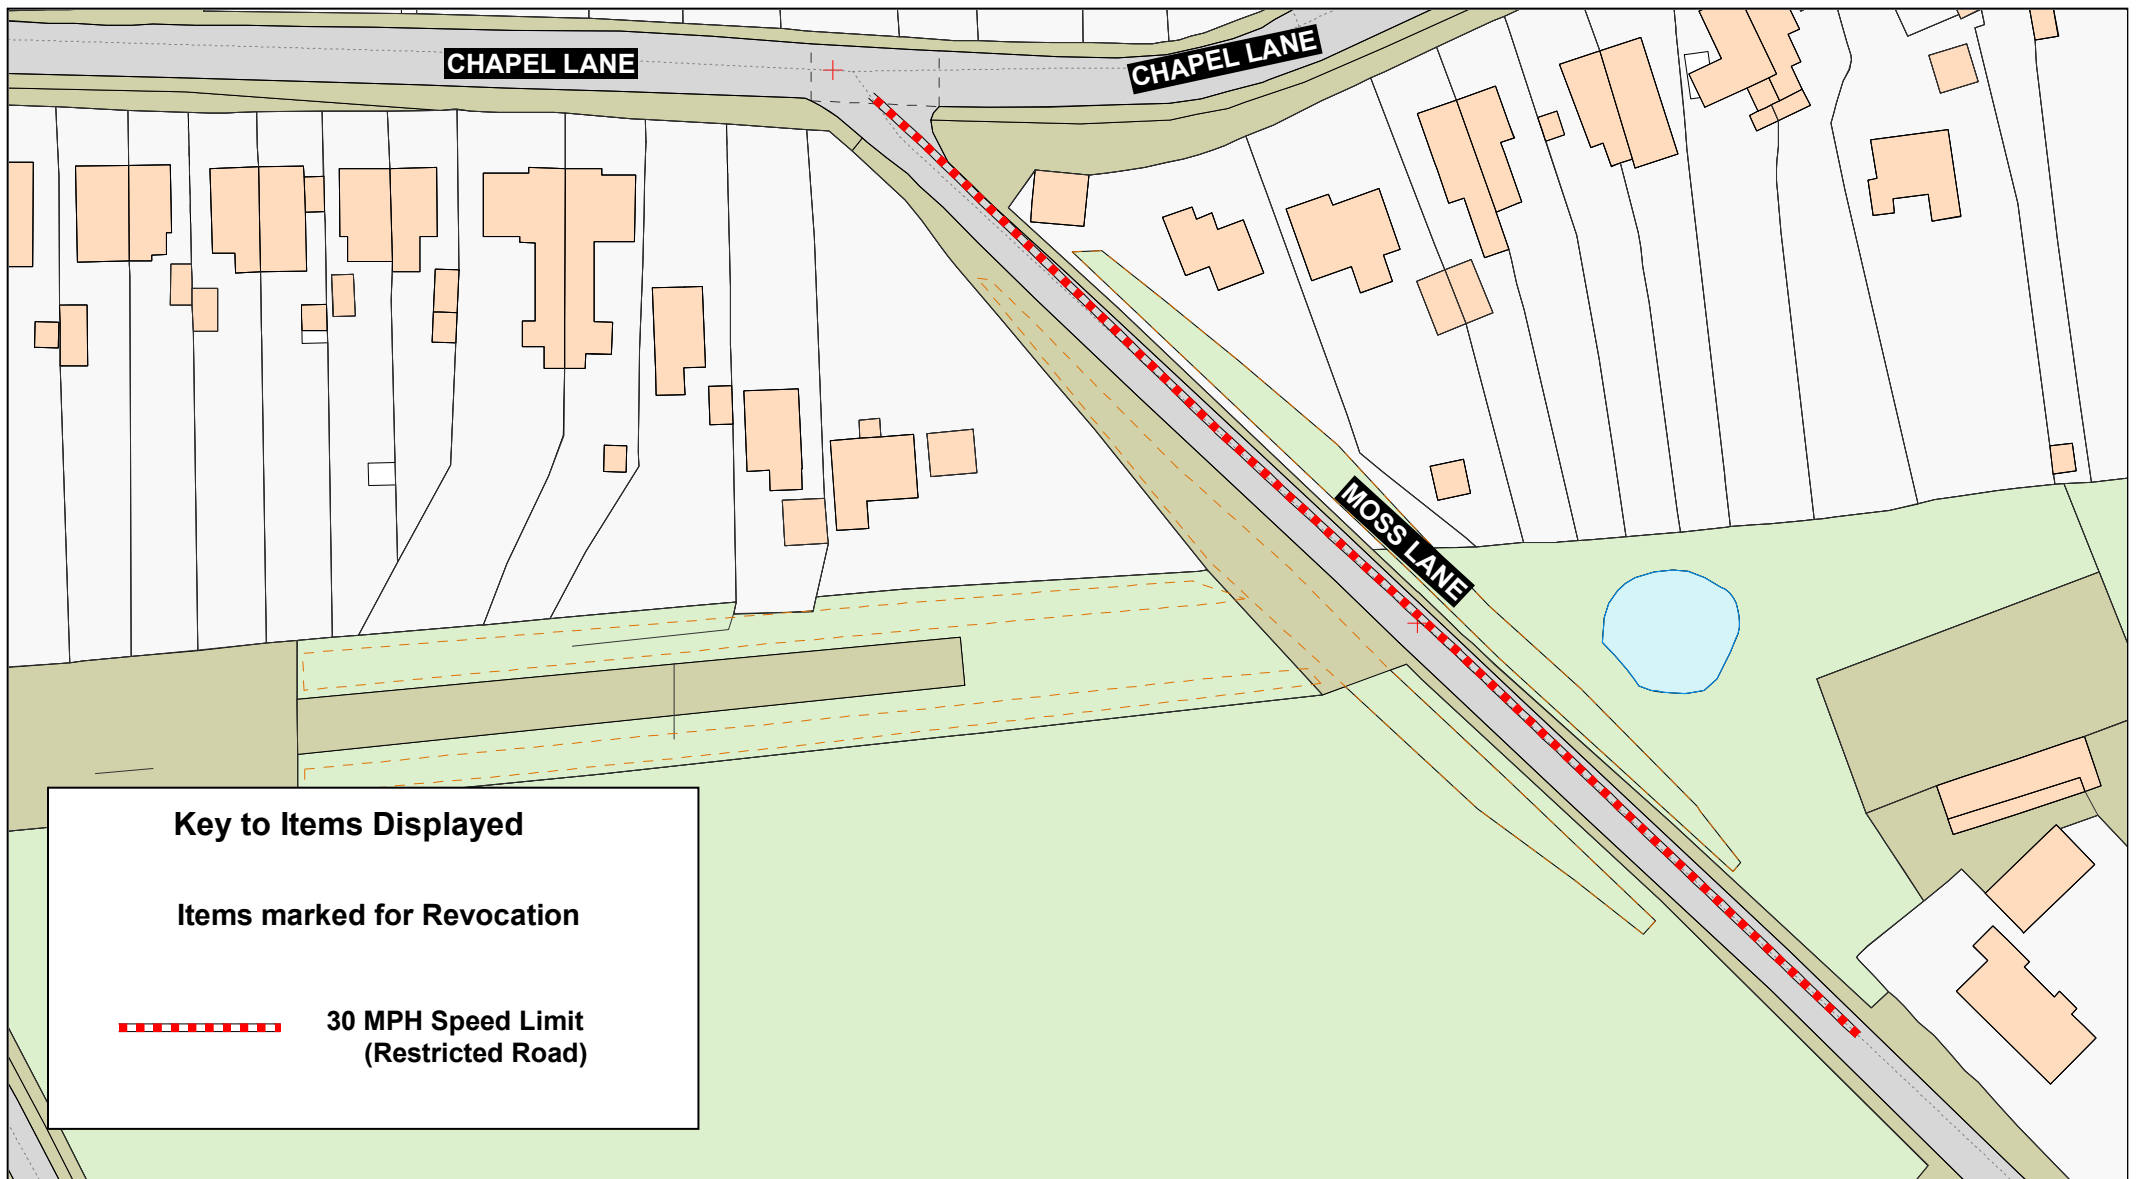 CHAPEL LANE
CHAPEL LANE
MOSS LANE
Key to Items Displayed
Items marked for Revocation
30 MPH Speed Limit
(Restricted Road)